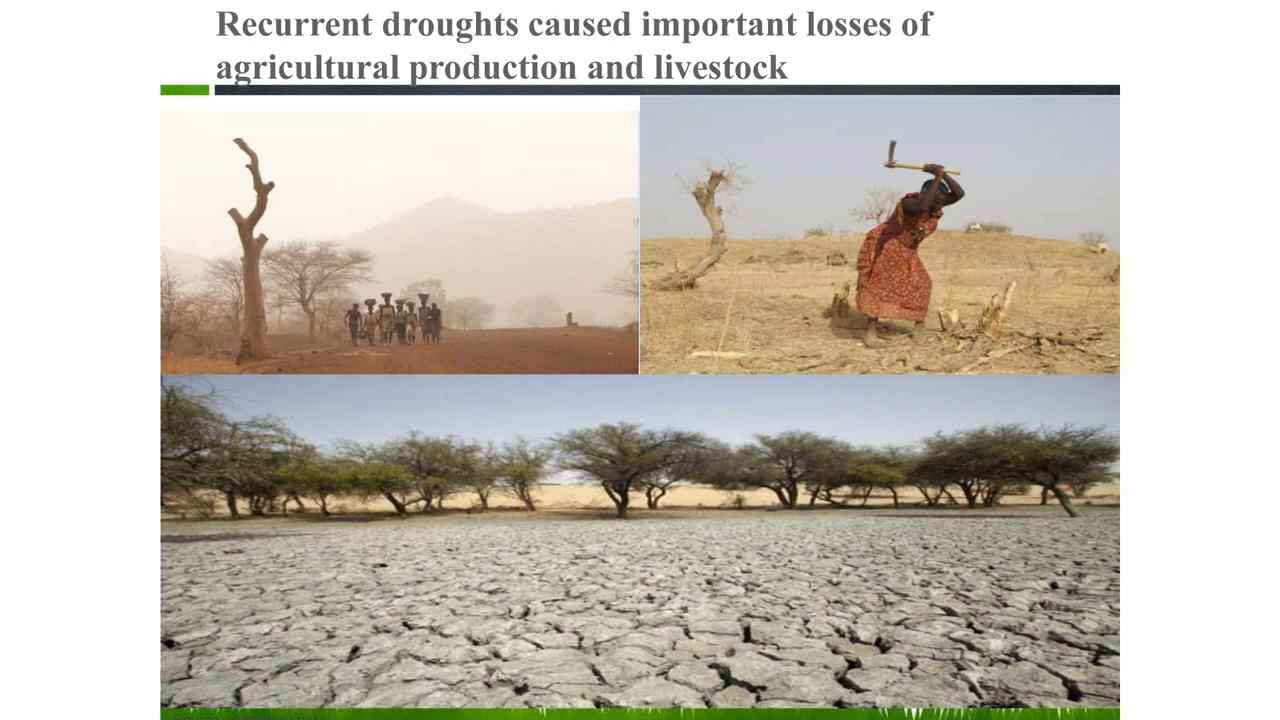 Recurrent droughts caused important losses of
agricultural production and livestock